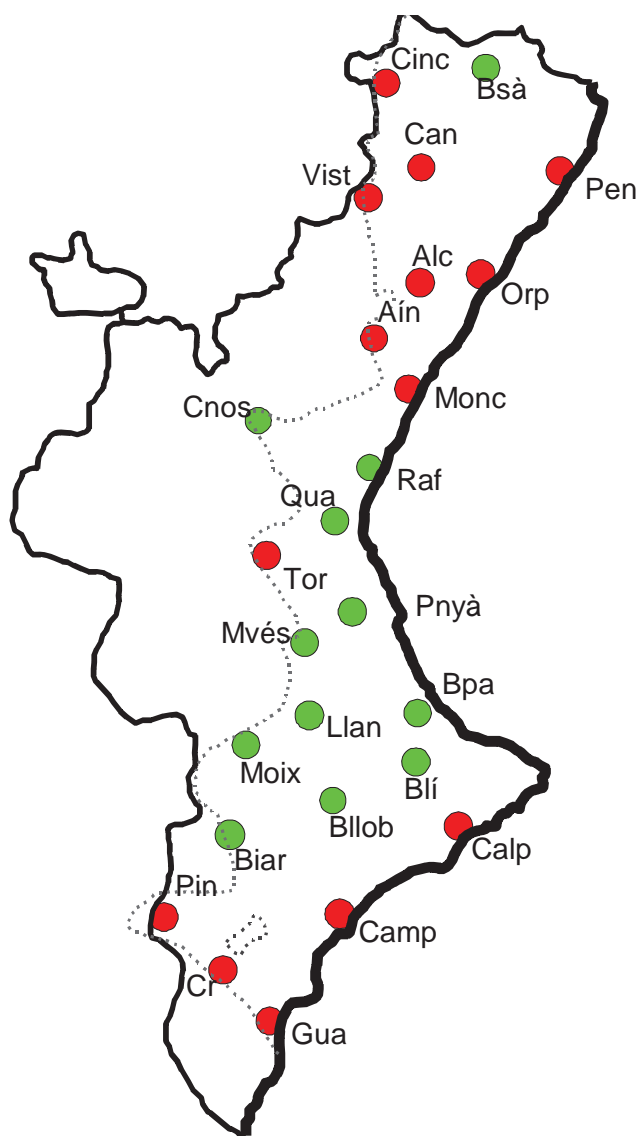 Cinc
Bsà
Can
Vist
Pen
Alc
Orp
Aín
Monc
Cnos
Raf
Qua
Tor
Pnyà
Mvés
Bpa
Llan
Moix
Blí
Bllob
Calp
Biar
Pin
Camp
Cr
Gua